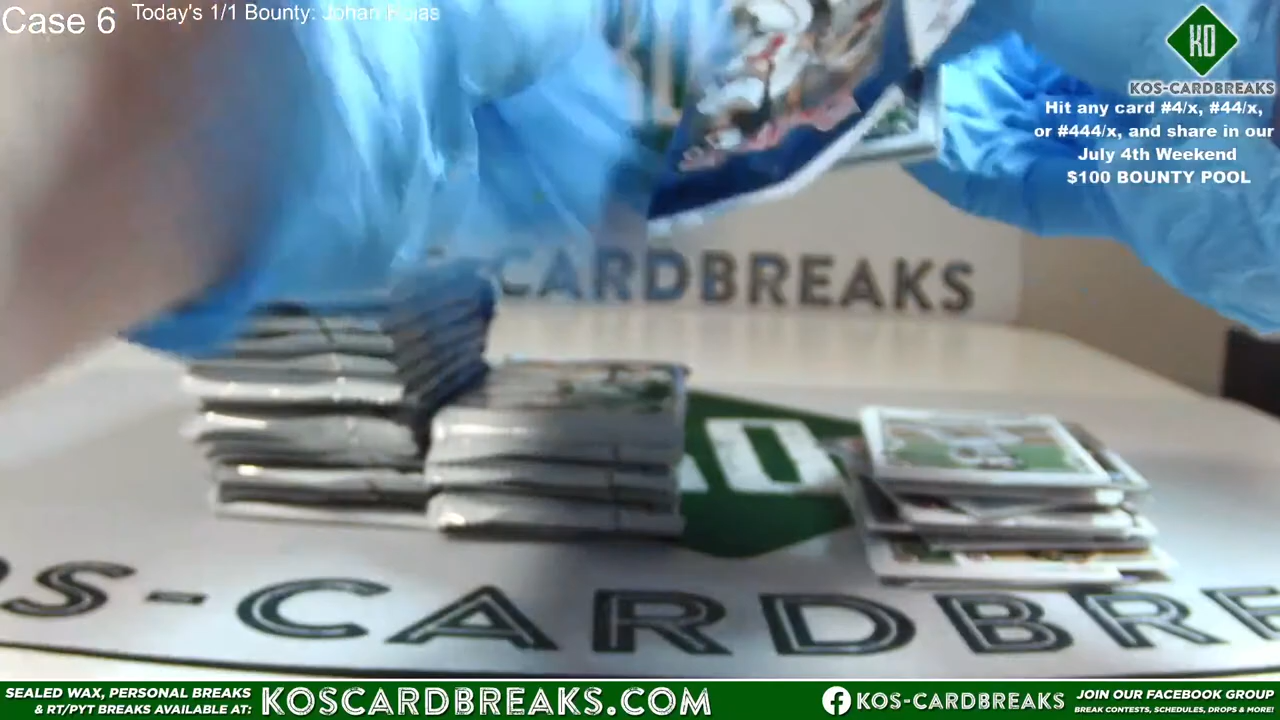 Case 6
Today's 1/1 Bounty: Johan Rojas
KO
KOS-CARDBREAKS
Hit any card #4/x, #44/x,
or #444/x, and share in our
July 4th Weekend
$100 BOUNTY POOL
CARDBREAKS
S-CARDBRE
SEALED WAX, PERSONAL BREAKS
& RT/PYT BREAKS AVAILABLE AT:
KOSCARDBREAKS.COM
KOS-CARDBREAKS
JOIN OUR FACEBOOK GROUP
BREAK CONTESTS, SCHEDULES, DROPS & MORE!